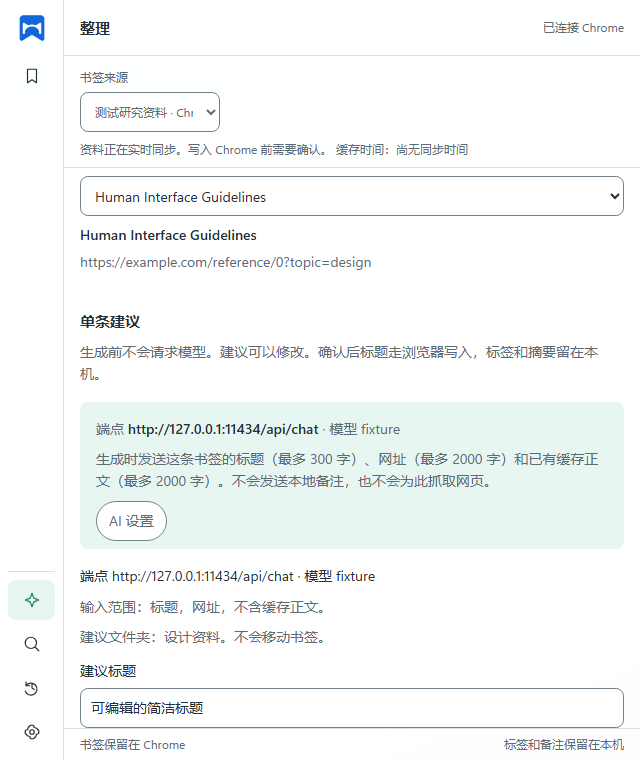 整理
已连接 Chrome
书签来源
测试研究资料 · Chr
资料正在实时同步。写入 Chrome 前需要确认。 缓存时间：尚无同步时间
Human Interface Guidelines
Human Interface Guidelines
https://example.com/reference/0?topic=design
单条建议
生成前不会请求模型。建议可以修改。确认后标题走浏览器写入，标签和摘要留在本
机。
端点 http://127.0.0.1:11434/api/chat · 模型 fixture
生成时发送这条书签的标题（最多 300 字）、网址（最多 2000 字）和已有缓存正
文（最多 2000 字）。不会发送本地备注，也不会为此抓取网页。
AI 设置
端点 http://127.0.0.1:11434/api/chat · 模型 fixture
输入范围：标题，网址，不含缓存正文。
建议文件夹：设计资料。不会移动书签。
建议标题
可编辑的简洁标题
书签保留在 Chrome
标签和备注保留在本机